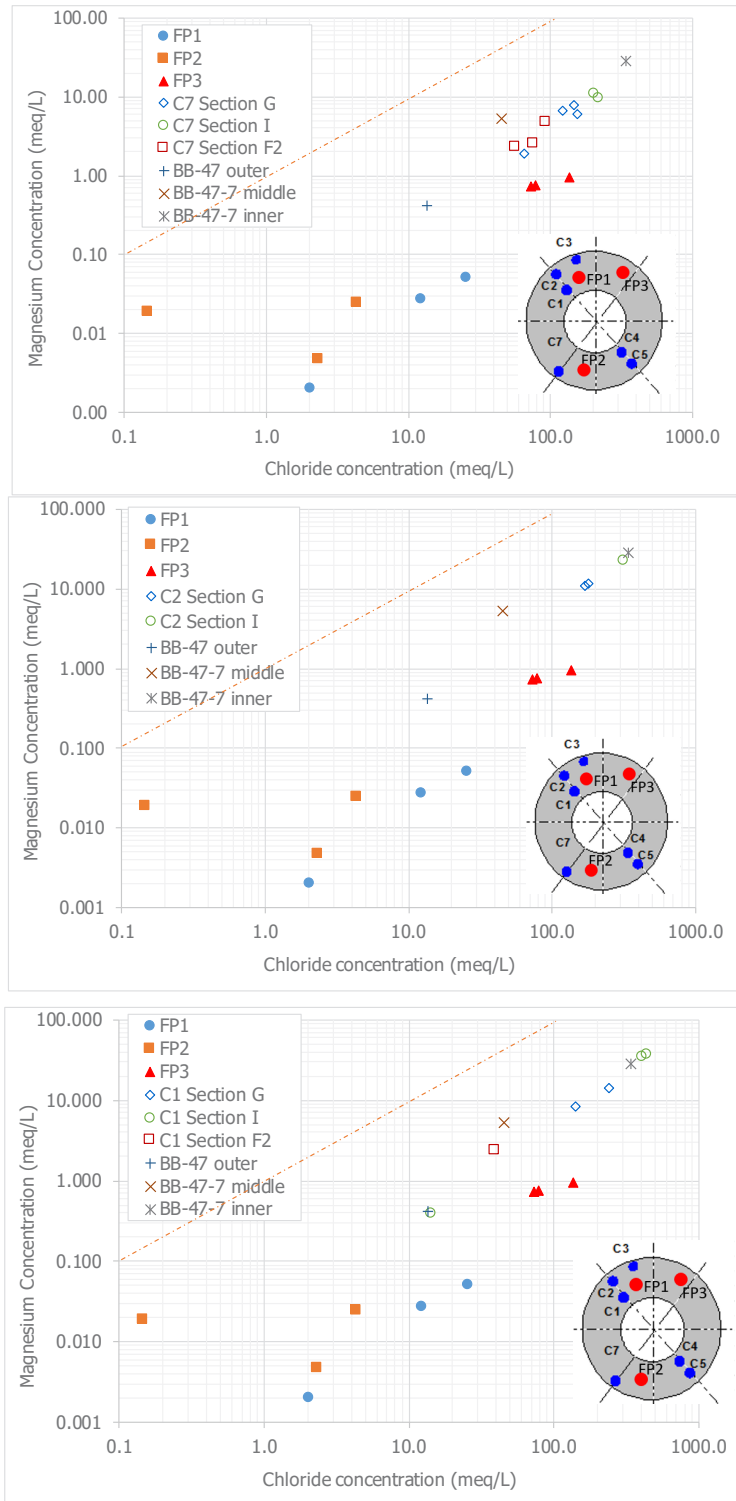 100.00
10.00
1.00
0.10
0.01
0.00
Magnesium Concentration (meq/L)
FP1
FP2
FP3
C7 Section G
C7 Section I
C7 Section F2
BB-47 outer
BB-47-7 middle
BB-47-7 inner
C3
C2
C1
FP1
FP3
C7
C4
C5
FP2
0.1 1.0 10.0 100.0 1000.0
Chloride concentration (meq/L)
100.000
10.000
1.000
0.100
0.010
0.001
Magnesium Concentration (meq/L)
FP1
FP2
FP3
C2 Section G
C2 Section I
BB-47 outer
BB-47-7 middle
BB-47-7 inner
C3
C2
C1
FP1
FP3
C7
C4
C5
FP2
0.1 1.0 10.0 100.0 1000.0
Chloride concentration (meq/L)
100.000
10.000
1.000
0.100
0.010
0.001
Magnesium Concentration (meq/L)
FP1
FP2
FP3
C1 Section G
C1 Section I
C1 Section F2
BB-47 outer
BB-47-7 middle
BB-47-7 inner
C3
C2
C1
FP1
FP3
C7
C4
C5
FP2
0.1 1.0 10.0 100.0 1000.0
Chloride concentration (meq/L)